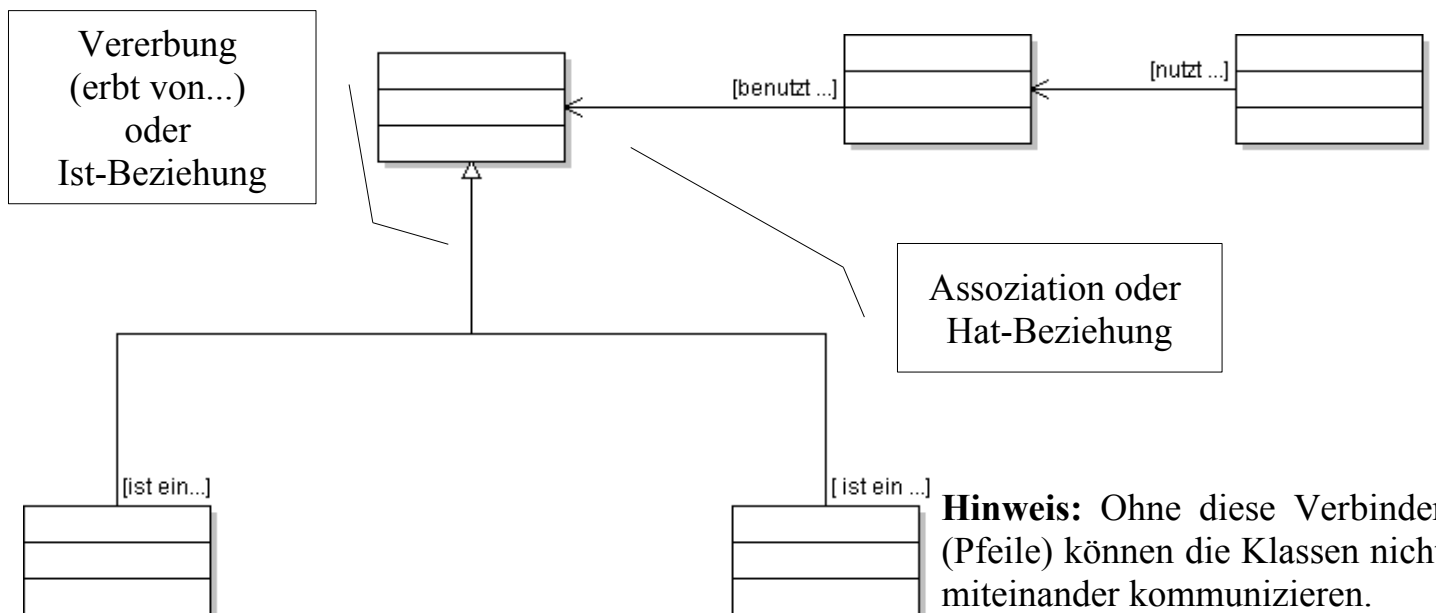 Vererbung
(erbt von...)
oder
Ist-Beziehung
[benutzt ...]
[nutzt ...]
Assoziation oder
Hat-Beziehung
[ist ein...]
[ ist ein ...]
Hinweis: Ohne diese Verbinder
(Pfeile) können die Klassen nicht
miteinander kommunizieren.